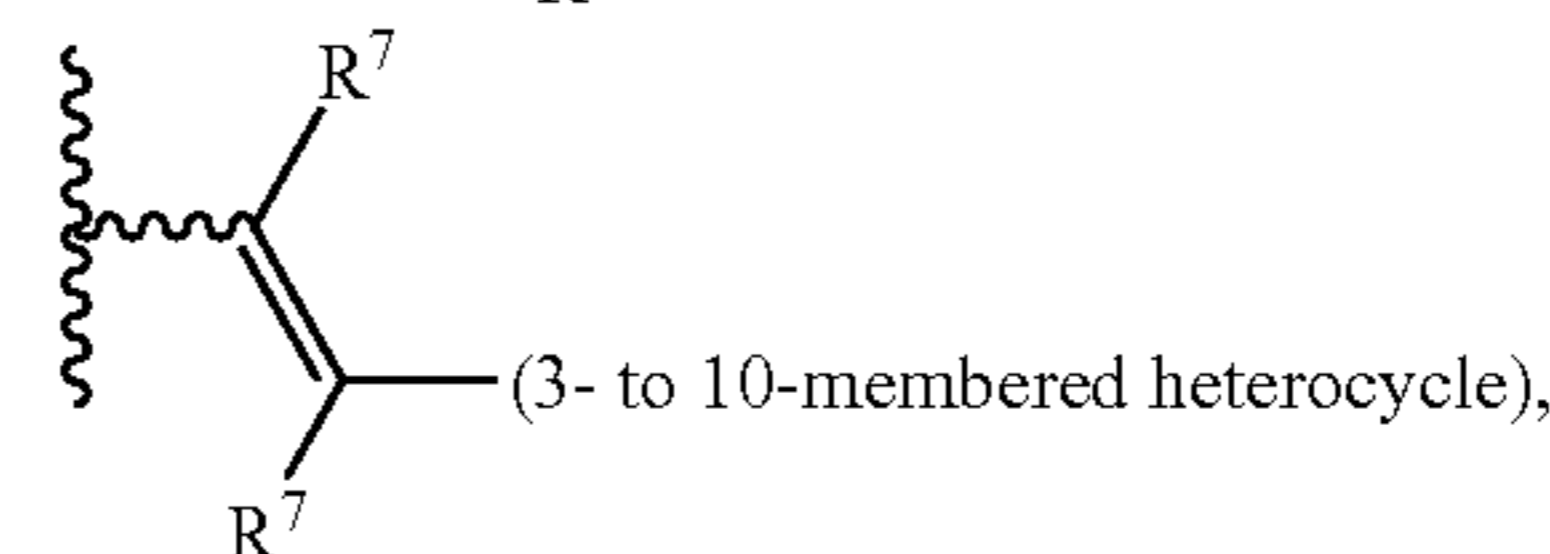 R⁷
(3- to 10-membered heterocycle),
R⁷